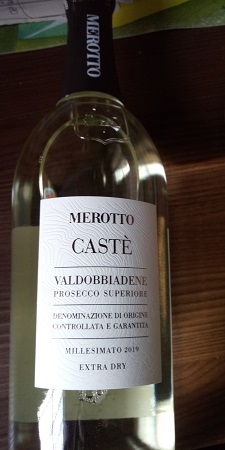 MEROTTO
MEROTTO
CASTÈ
VALDOBBIADENE
PROSECCO SUPERIORE
DENOMINAZIONE DI ORIGINE
CONTROLLATA E GARANTITA
MILLESIMATO 2019
EXTRA DRY